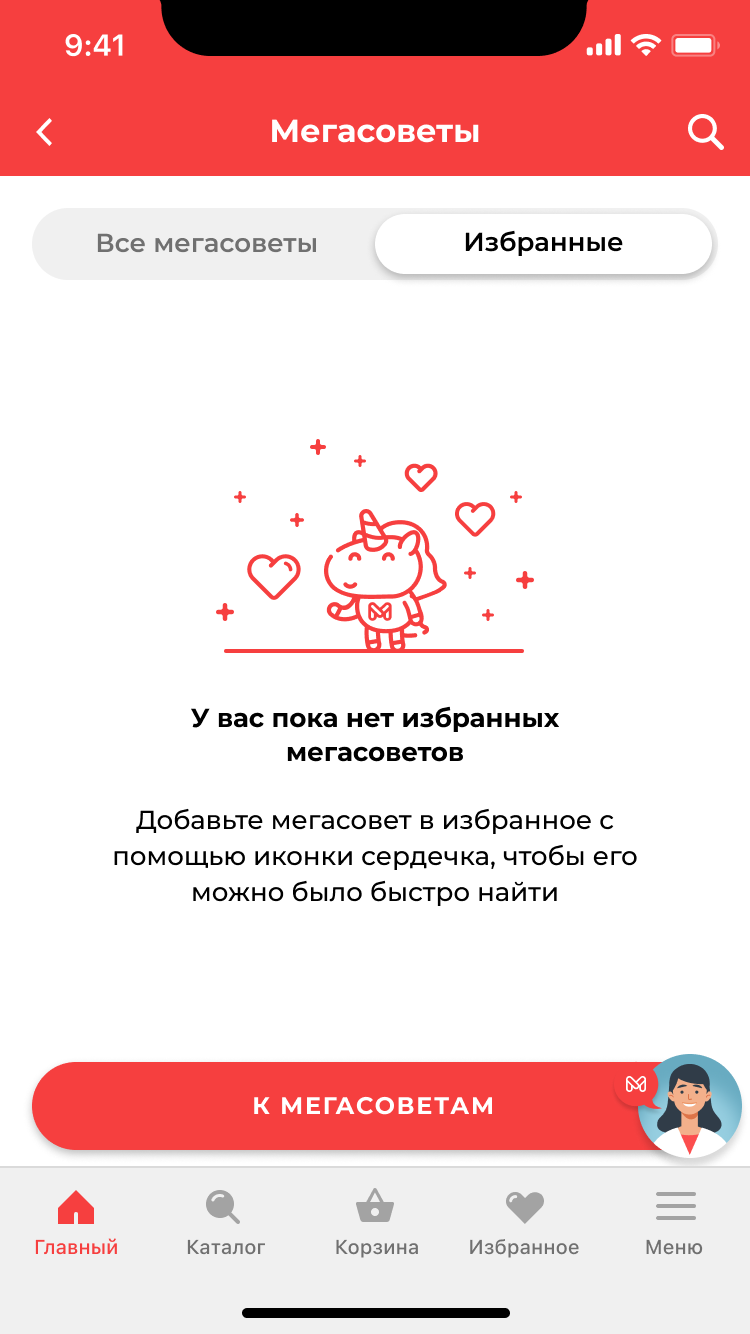 9:41
Мегасоветы
Все мегасоветы
Избранные
У вас пока нет избранных
мегасоветов
Добавьте мегасовет в избранное с
помощью иконки сердечка, чтобы его
можно было быстро найти
К МЕГАСОВЕТАМ
Главный
Каталог
Корзина
Избранное
Меню